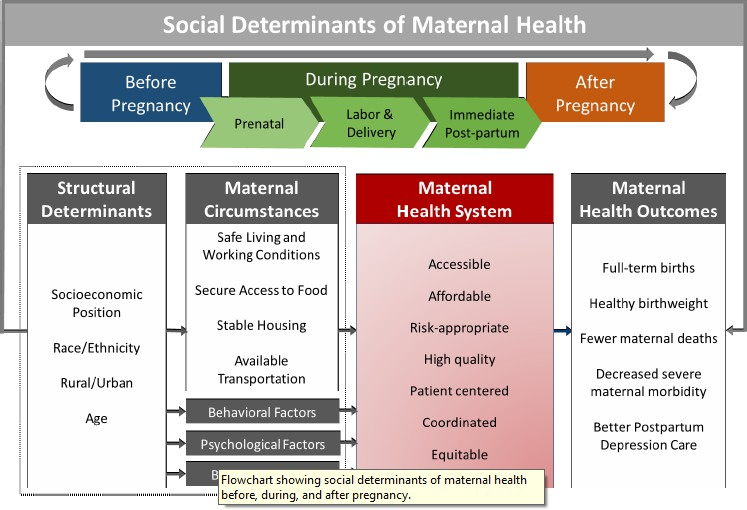 Social Determinants of Maternal Health
Before
Pregnancy
During Pregnancy
After
Pregnancy
Prenatal
Labor &
Delivery
Immediate
Post-partum
Structural
Determinants
Socioeconomic
Position
Race/Ethnicity
Rural/Urban
Age
Maternal
Circumstances
Safe Living and
Working Conditions
Secure Access to Food
Stable Housing
Available
Transportation
Behavioral Factors
Psychological Factors
Maternal
Health System
Accessible
Affordable
Risk-appropriate
High quality
Patient centered
Coordinated
Equitable
Maternal
Health Outcomes
Full-term births
Healthy birthweight
Fewer maternal deaths
Decreased severe
maternal morbidity
Better Postpartum
Depression Care
Flowchart showing social determinants of maternal health
before, during, and after pregnancy.